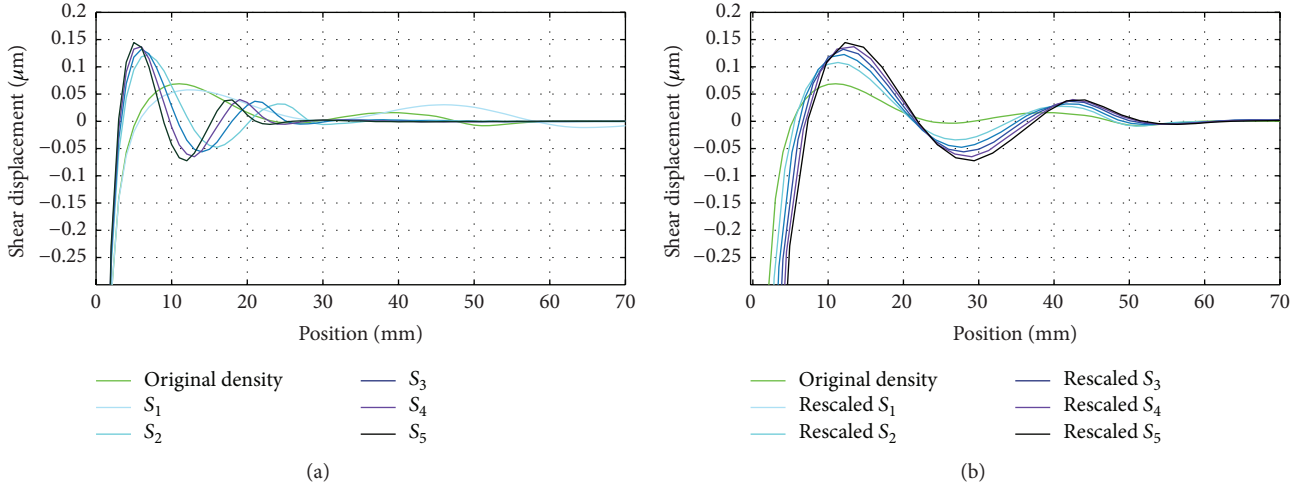 0.2
0.15
0.1
0.05
0
−0.05
−0.1
−0.15
−0.2
−0.25
Shear displacement (μm)
0 10 20 30 40 50 60 70
Position (mm)
Original density
S1
S2
S3
S4
S5
(a)
0.2
0.15
0.1
0.05
0
−0.05
−0.1
−0.15
−0.2
−0.25
Shear displacement (μm)
0 10 20 30 40 50 60 70
Position (mm)
Original density
Rescaled S1
Rescaled S2
Rescaled S3
Rescaled S4
Rescaled S5
(b)